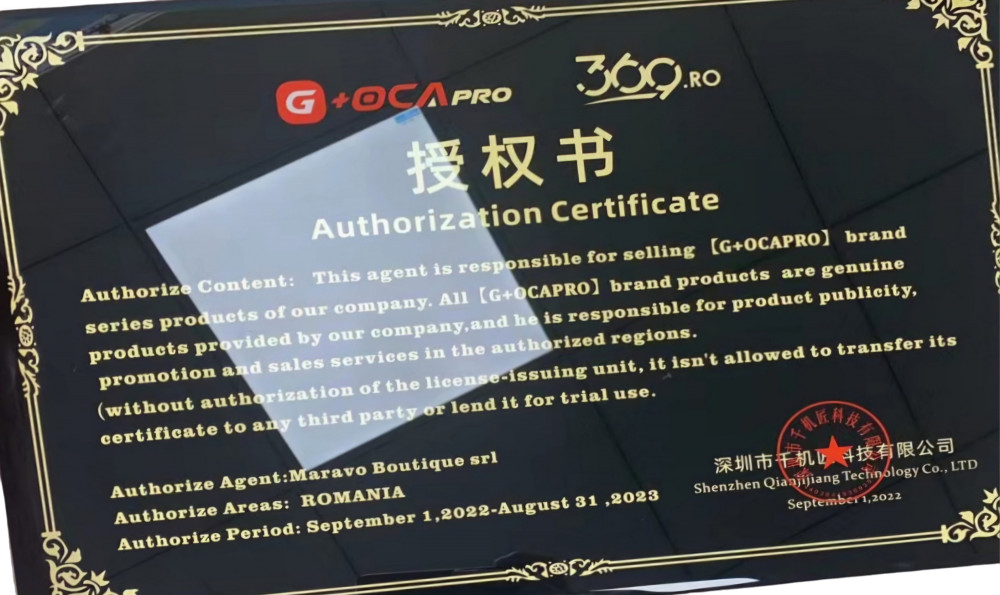 G+OCA PRO
369.RO
授权书
Authorization Certificate
Authorize Content: This agent is responsible for selling 【G+OCAPRO】 brand
series products of our company. All【G+OCAPRO】brand products are genuine
products provided by our company,and he is responsible for product publicity,
promotion and sales services in the authorized regions.
(without authorization of the license-issuing unit, it isn't allowed to transfer its
certificate to any third party or lend it for trial use.
Authorize Agent:Maravo Boutique srl
Authorize Areas: ROMANIA
Authorize Period: September 1,2022-August 31 ,2023
深圳市千机匠科技有限公司
Shenzhen Qianjijiang Technology Co., LTD
September 1,2022